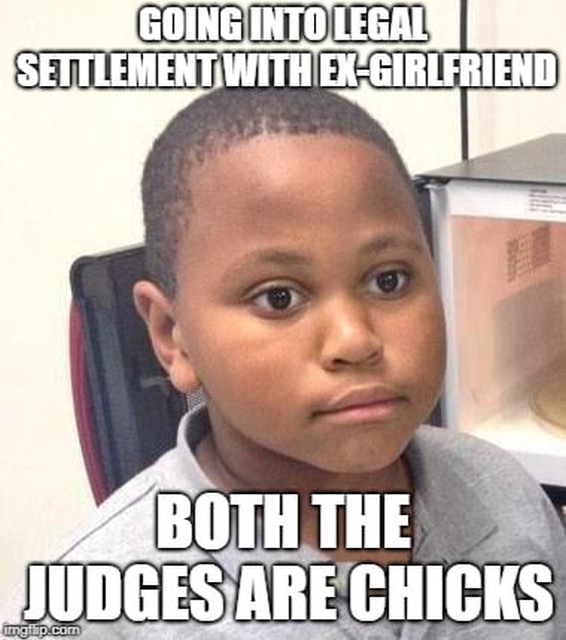 GOING INTO LEGAL
SETTLEMENT WITH EX-GIRLFRIEND
BOTH THE
JUDGES ARE CHICKS
imgflip.com